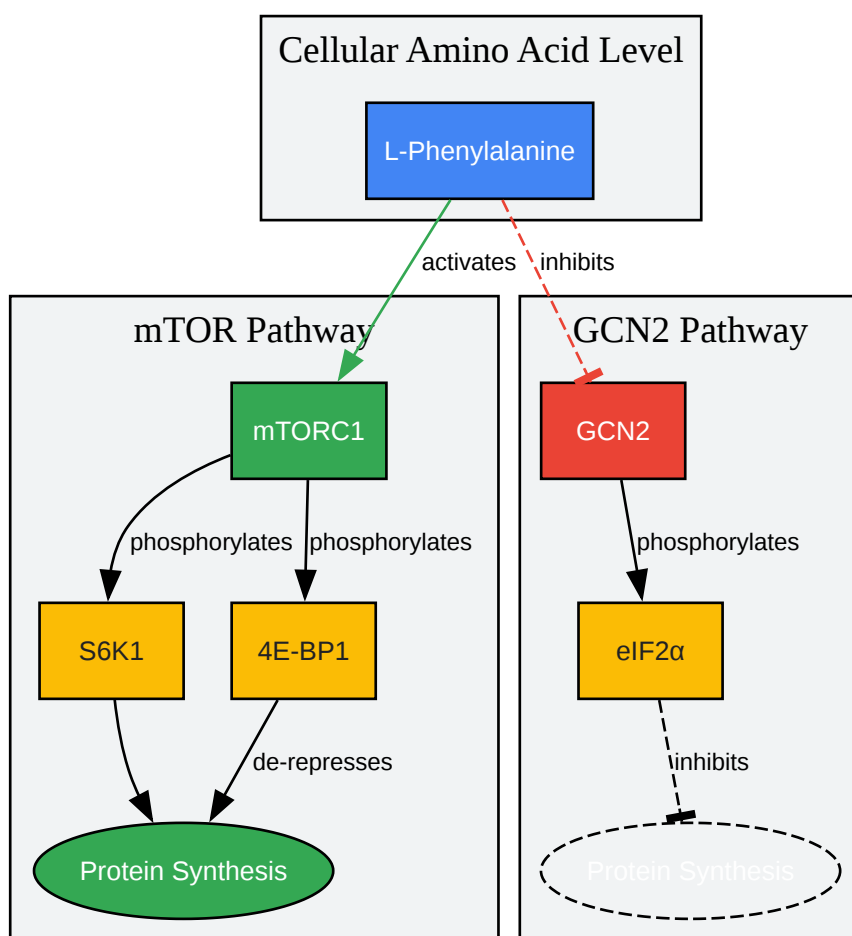 Cellular Amino Acid Level
L-Phenylalanine
activates
inhibits
mTOR Pathway
GCN2 Pathway
mTORC1
GCN2
phosphorylates
phosphorylates
phosphorylates
S6K1
4E-BP1
eIF2α
de-represses
inhibits
Protein Synthesis
Protein Synthesis